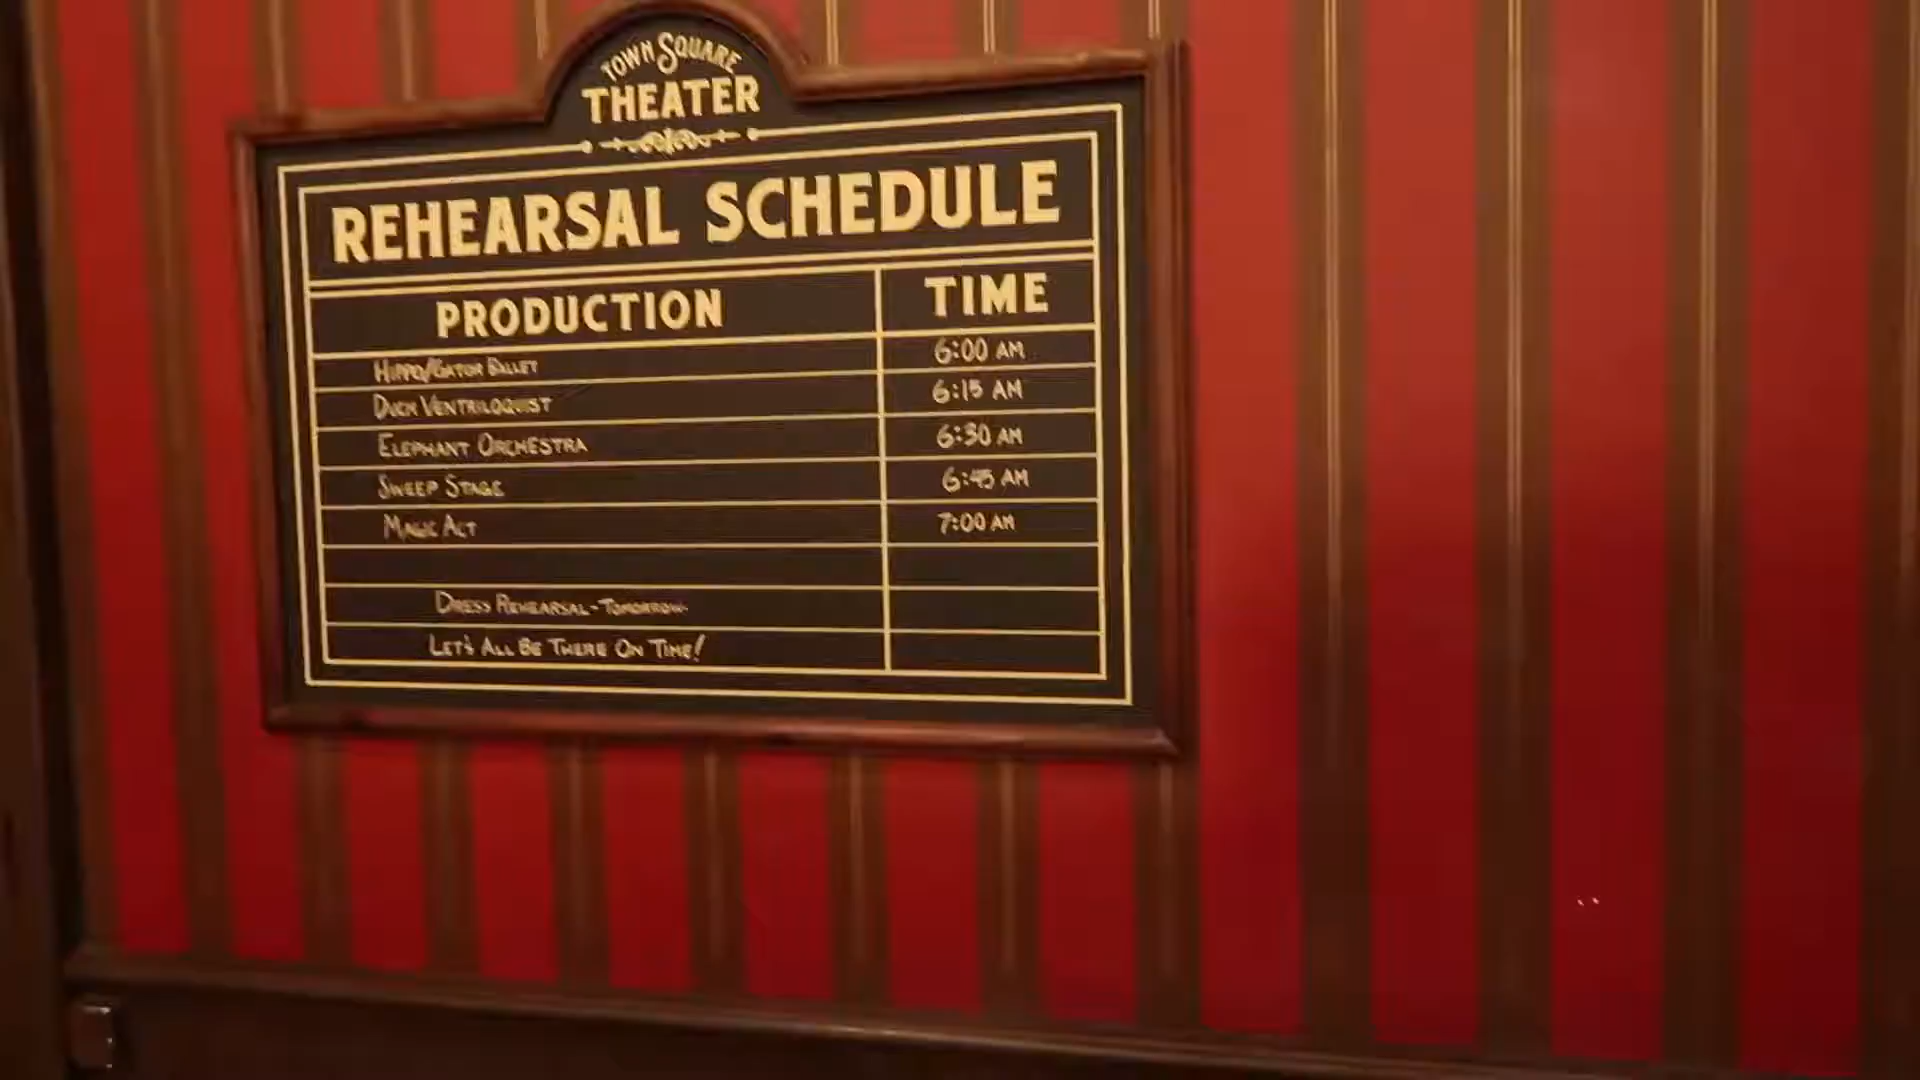 TOWN SQUARE
THEATER
REHEARSAL SCHEDULE
PRODUCTION TIME
HIPPO/GATOR BALLET 6:00 AM
DUCK VENTRILOQUIST 6:15 AM
ELEPHANT ORCHESTRA 6:30 AM
SWEEP STAGE 6:45 AM
MAGIC ACT 7:00 AM
DRESS REHEARSAL - TOMORROW
LET'S ALL BE THERE ON TIME!